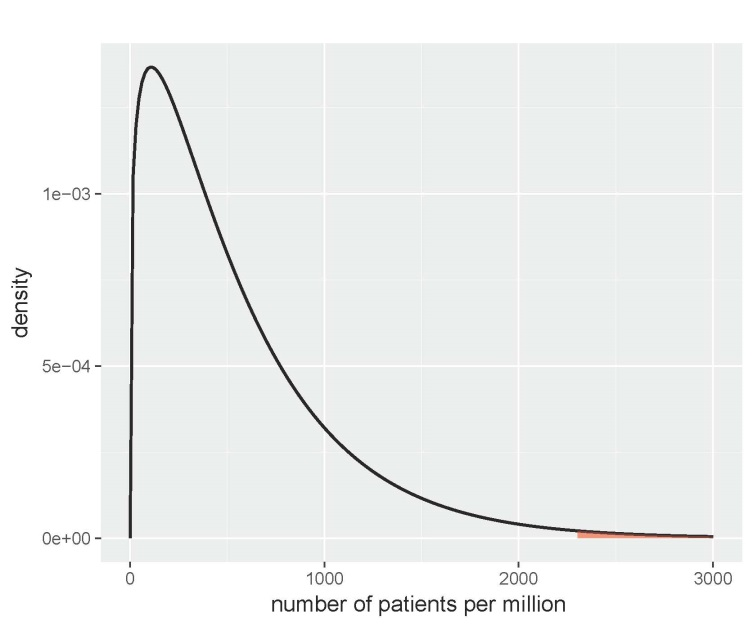 density
1e−03
5e−04
0e+00
0 1000 2000 3000
number of patients per million